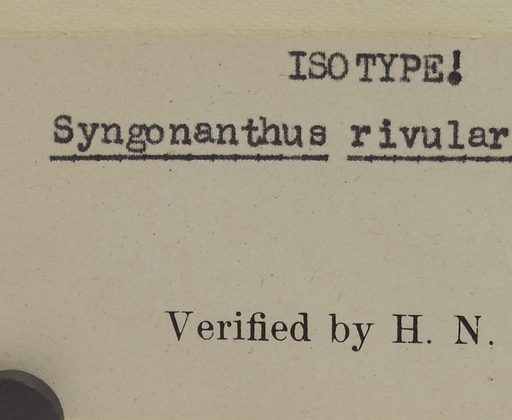 ISOTYPE!
Syngonanthus rivular
Verified by H. N.